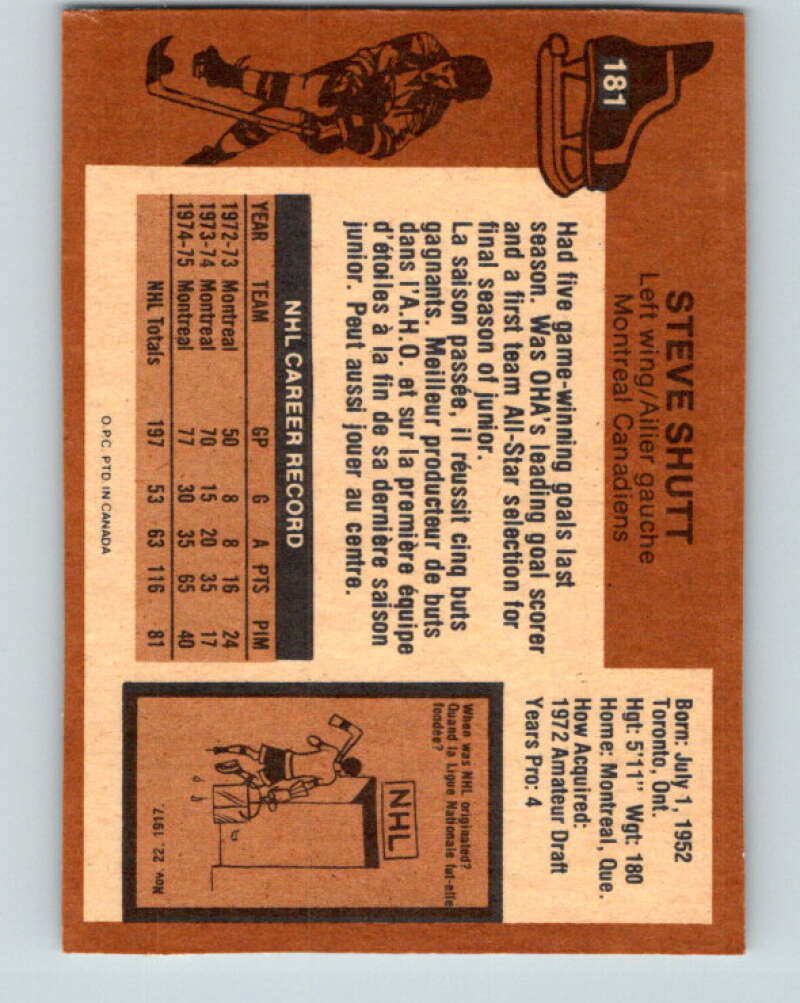 181
STEVE SHUTT
Left wing/Ailier gauche
Montreal Canadiens
Born: July 1, 1952
Toronto, Ont.
Hgt: 5'11" Wgt: 180
Home: Montreal, Que.
How Acquired:
1972 Amateur Draft
Years Pro: 4
Had five game-winning goals last
season. Was OHA's leading goal scorer
and a first team All-Star selection for
final season of junior.
La saison passée, il réussit cinq buts
gagnants. Meilleur producteur de buts
dans l'A.H.O. et sur la première équipe
d'étoiles à la fin de sa dernière saison
junior. Peut aussi jouer au centre.
NHL CAREER RECORD
YEAR TEAM GP G A PTS PIM
1972-73 Montreal 50 8 8 16 24
1973-74 Montreal 70 15 20 35 17
1974-75 Montreal 77 30 35 65 40
NHL Totals 197 53 63 116 81
When was NHL originated?
Quand la Ligue Nationale fut-elle
fondée?
NHL
Nov. 22, 1917.
O.P.C. PTD. IN CANADA